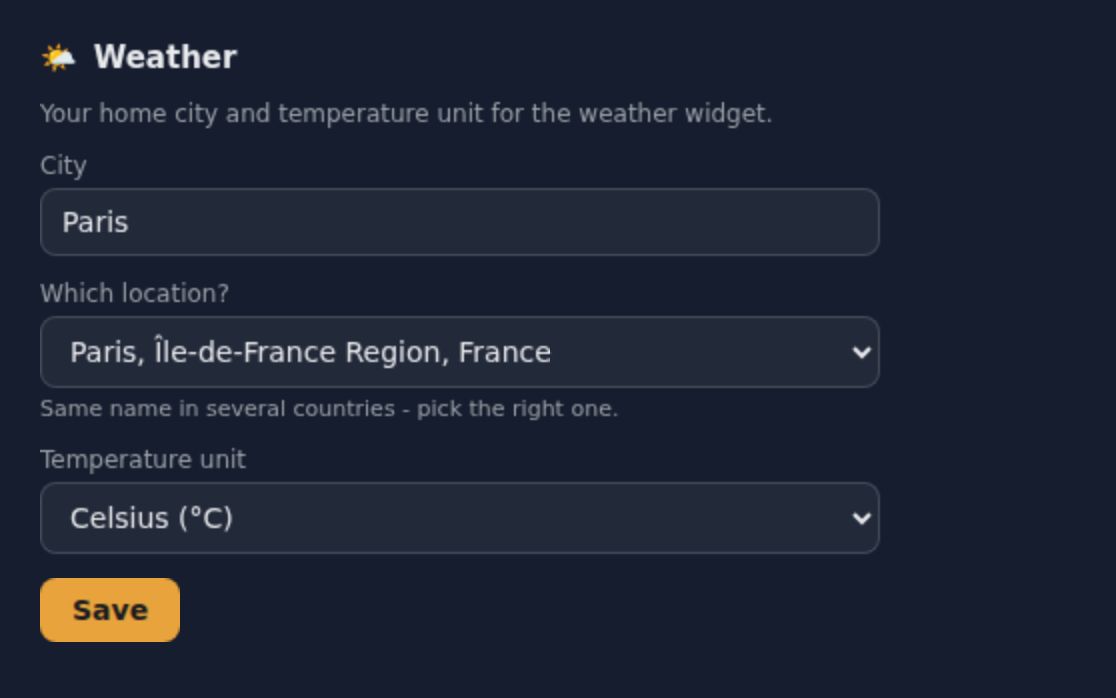 Weather
Your home city and temperature unit for the weather widget.
City
Paris
Which location?
Paris, Île-de-France Region, France
Same name in several countries - pick the right one.
Temperature unit
Celsius (°C)
Save